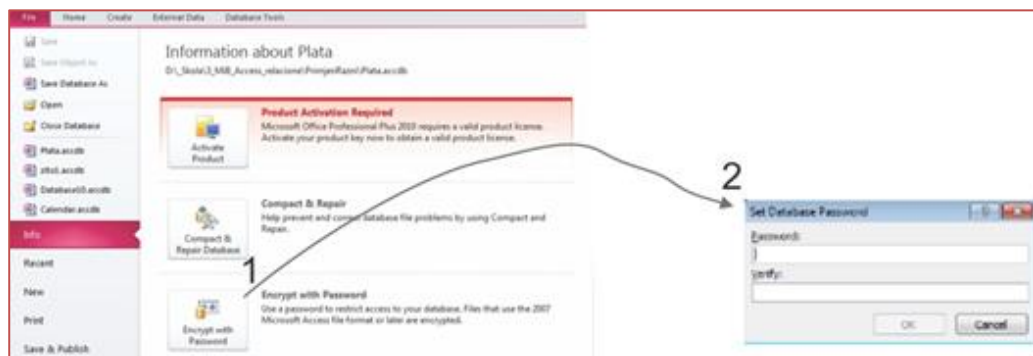 File Home Create External Data Database Tools
Save
Save Object As
Save Database As
Open
Close Database
Plata.accdb
Calendar.accdb
Info
Recent
New
Print
Save & Publish
Information about Plata
Product Activation Required
Microsoft Office Professional Plus 2010 requires a valid product license.
Activate your product key now to obtain a valid product license.
Activate
Product
Compact & Repair
Help prevent and correct database file problems by using Compact and
Repair.
Compact &
Repair Database
1
Encrypt with Password
Use a password to restrict access to your database. Files that use the 2007
Microsoft Access file format or later are encrypted.
Encrypt with
Password
2
Set Database Password
Password:
Verify:
OK Cancel